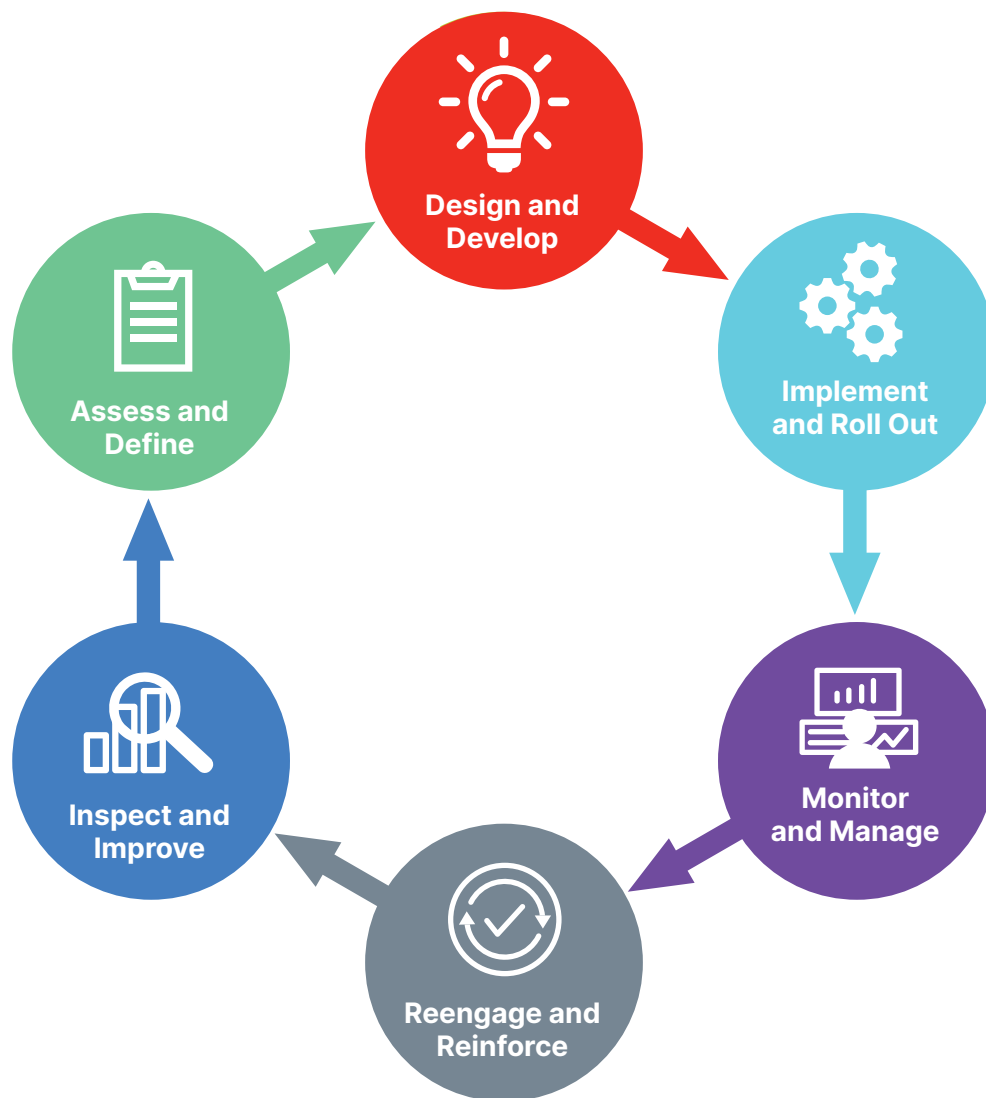 Design and
Develop
Implement
and Roll Out
Monitor
and Manage
Reengage and
Reinforce
Inspect and
Improve
Assess and
Define